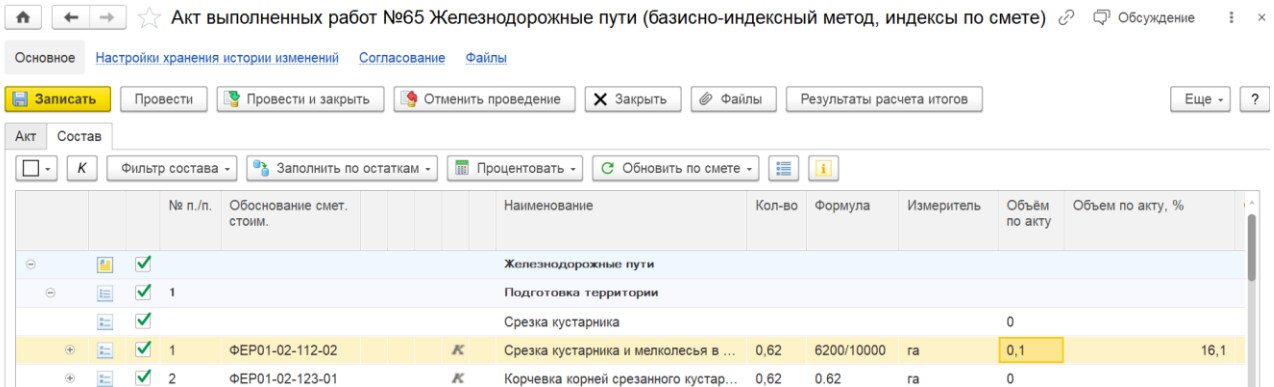 Акт выполненных работ №65 Железнодорожные пути (базисно-индексный метод, индексы по смете) Обсуждение
Основное Настройки хранения истории изменений Согласование Файлы
Записать Провести Провести и закрыть Отменить проведение Закрыть Файлы Результаты расчета итогов Еще ?
Акт Состав
К Фильтр состава Заполнить по остаткам Процентовать Обновить по смете
№ п./п. Обоснование смет. стоим. Наименование Кол-во Формула Измеритель Объём по акту Объем по акту, %
Железнодорожные пути
1 Подготовка территории
Срезка кустарника 0
1 ФЕР01-02-112-02 К Срезка кустарника и мелколесья в ... 0,62 6200/10000 га 0,1 16,1
2 ФЕР01-02-123-01 К Корчевка корней срезанного кустар... 0,62 0.62 га 0